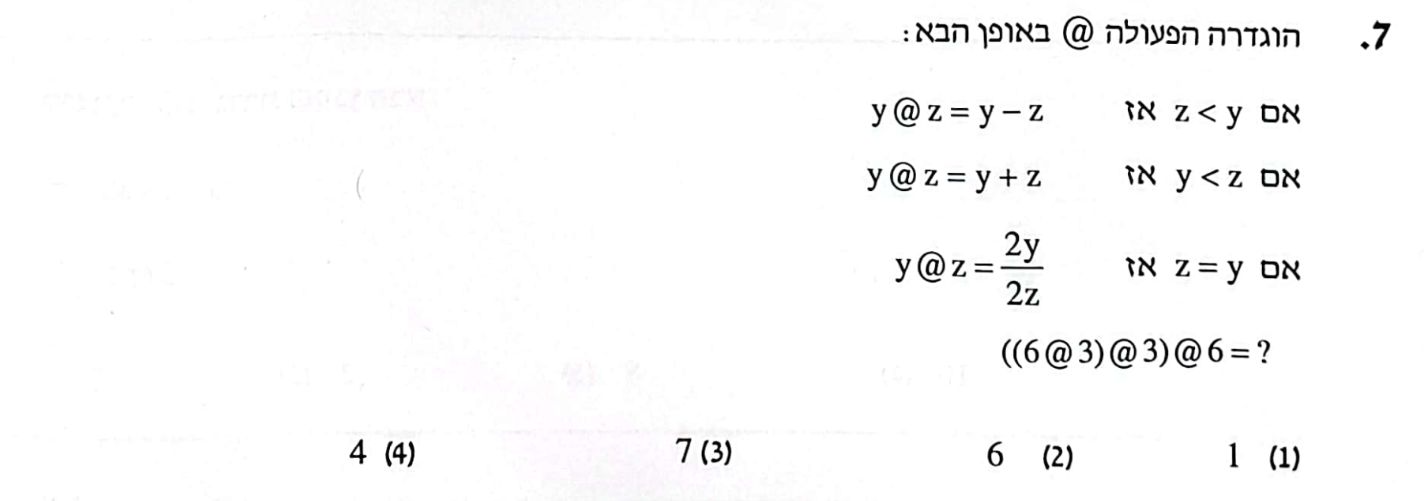 7. הוגדרה הפעולה @ באופן הבא:
אם z < y אז y @ z = y − z
אם y < z אז y @ z = y + z
אם z = y אז y @ z = 2y/2z
((6 @ 3) @ 3) @ 6 = ?
(1) 1 (2) 6 (3) 7 (4) 4